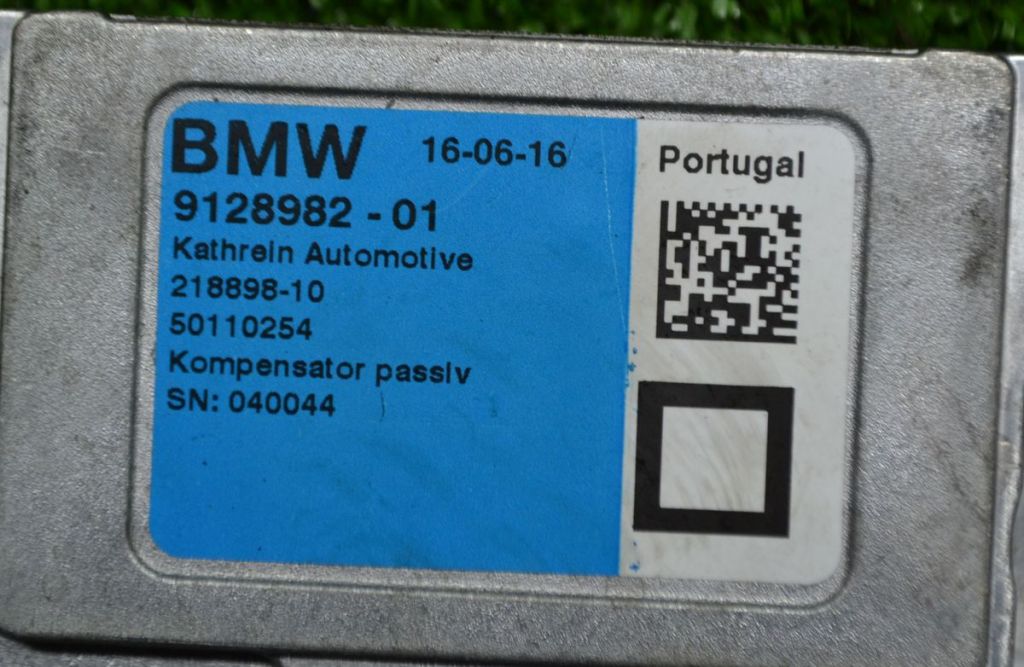 BMW 16-06-16
9128982 - 01
Kathrein Automotive
218898-10
50110254
Kompensator passiv
SN: 040044
Portugal